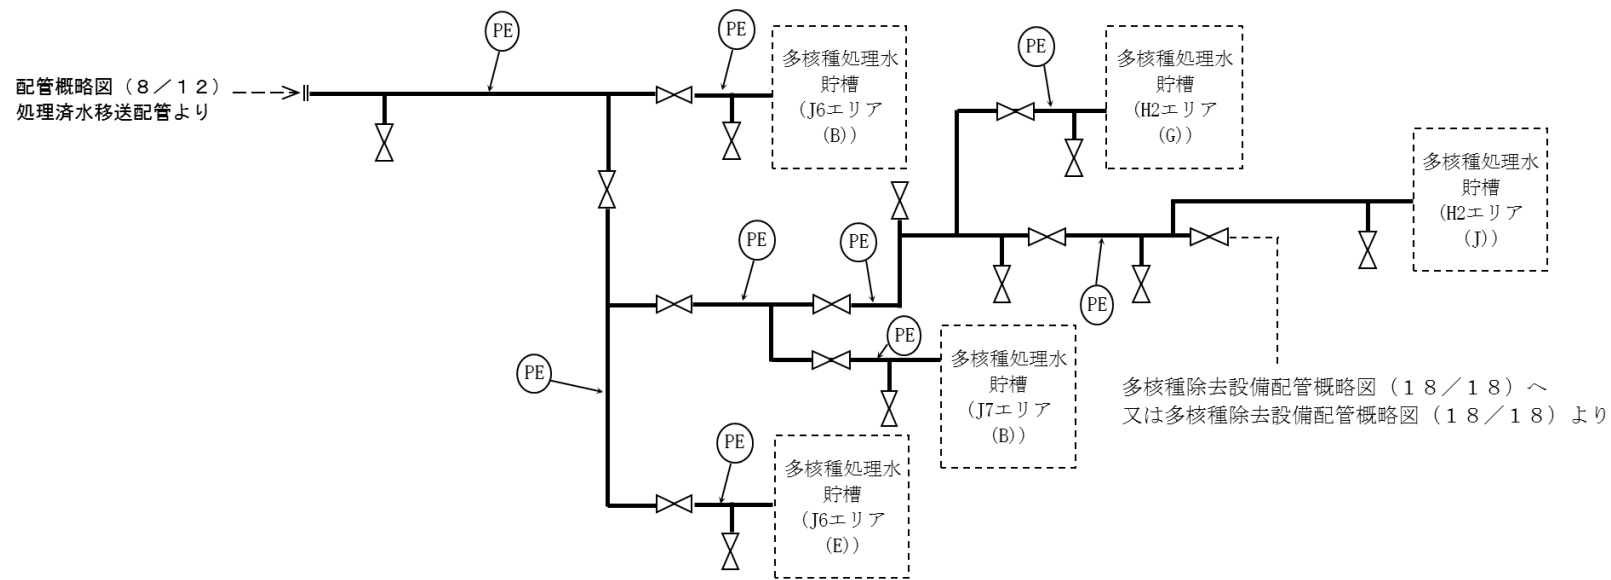 PE
PE
多核種処理水
貯槽
（J6エリア
(B)）
PE
多核種処理水
貯槽
（H2エリア
(G)）
配管概略図（８／１２）
処理済水移送配管より
多核種処理水
貯槽
（H2エリア
(J)）
PE
PE
PE
PE
多核種処理水
貯槽
（J7エリア
(B)）
PE
多核種除去設備配管概略図（１８／１８）へ
又は多核種除去設備配管概略図（１８／１８）より
PE
多核種処理水
貯槽
（J6エリア
(E)）